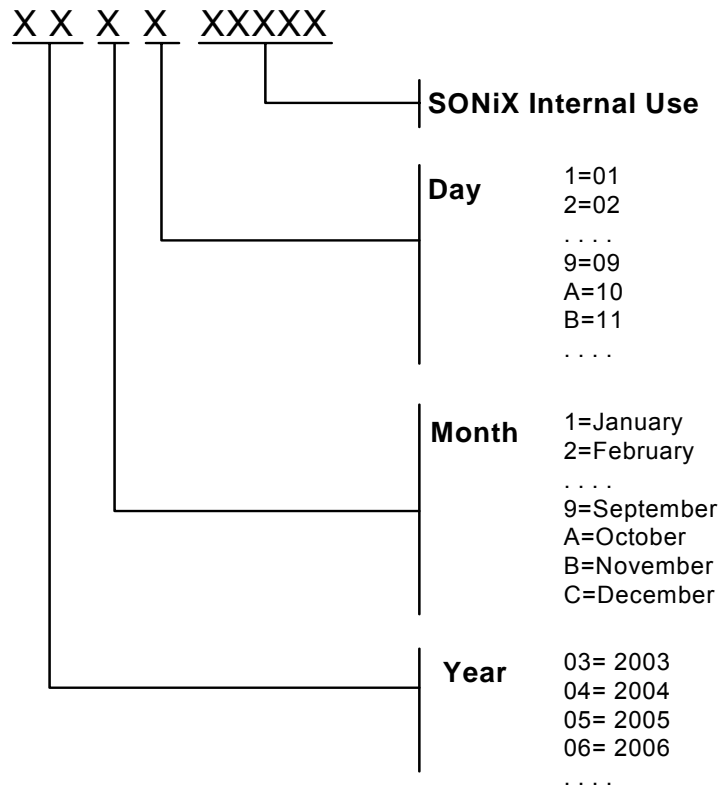 X X X X XXXXX
SONiX Internal Use
Day
1=01
2=02
. . . .
9=09
A=10
B=11
. . . .
Month
1=January
2=February
. . . .
9=September
A=October
B=November
C=December
Year
03= 2003
04= 2004
05= 2005
06= 2006
. . . .